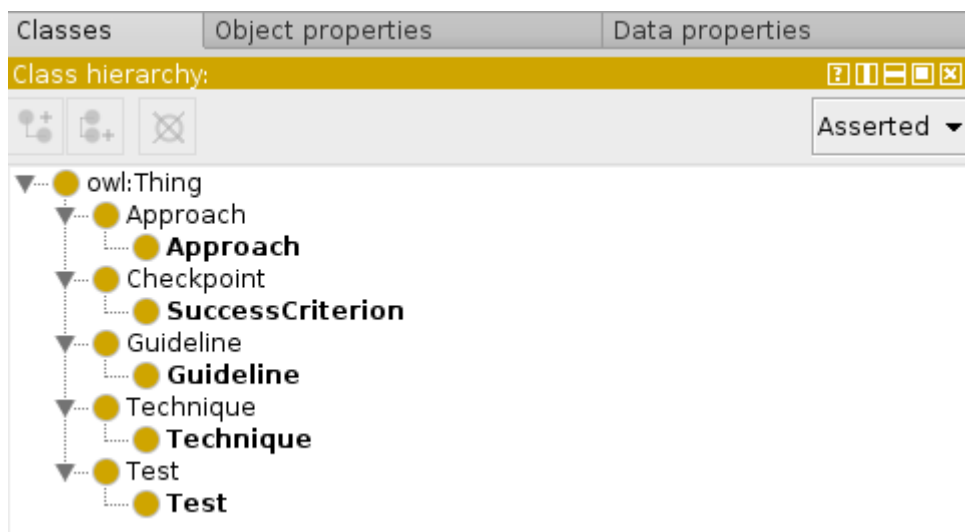 Classes Object properties Data properties
Class hierarchy:
Asserted
owl:Thing
Approach
Approach
Checkpoint
SuccessCriterion
Guideline
Guideline
Technique
Technique
Test
Test